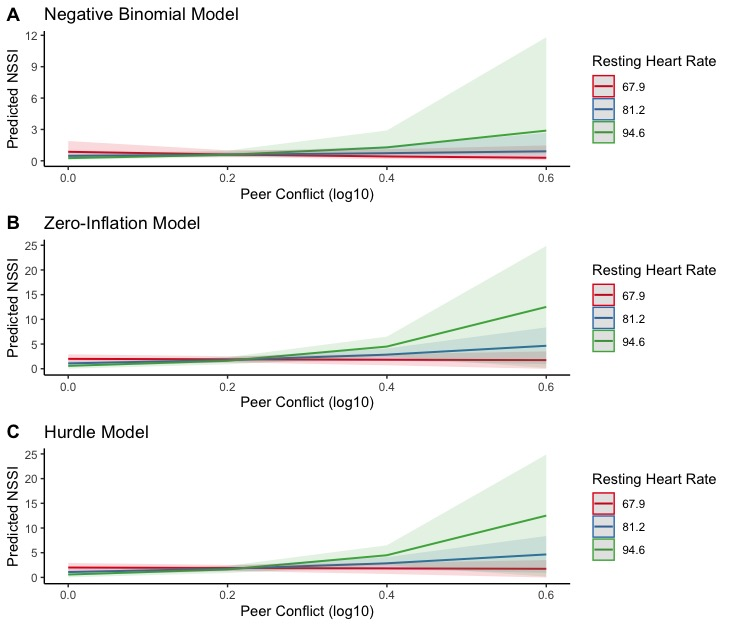 A Negative Binomial Model
Predicted NSSI
12
9
6
3
0
0.0 0.2 0.4 0.6
Peer Conflict (log10)
Resting Heart Rate
67.9
81.2
94.6
B Zero-Inflation Model
Predicted NSSI
25
20
15
10
5
0
0.0 0.2 0.4 0.6
Peer Conflict (log10)
Resting Heart Rate
67.9
81.2
94.6
C Hurdle Model
Predicted NSSI
25
20
15
10
5
0
0.0 0.2 0.4 0.6
Peer Conflict (log10)
Resting Heart Rate
67.9
81.2
94.6